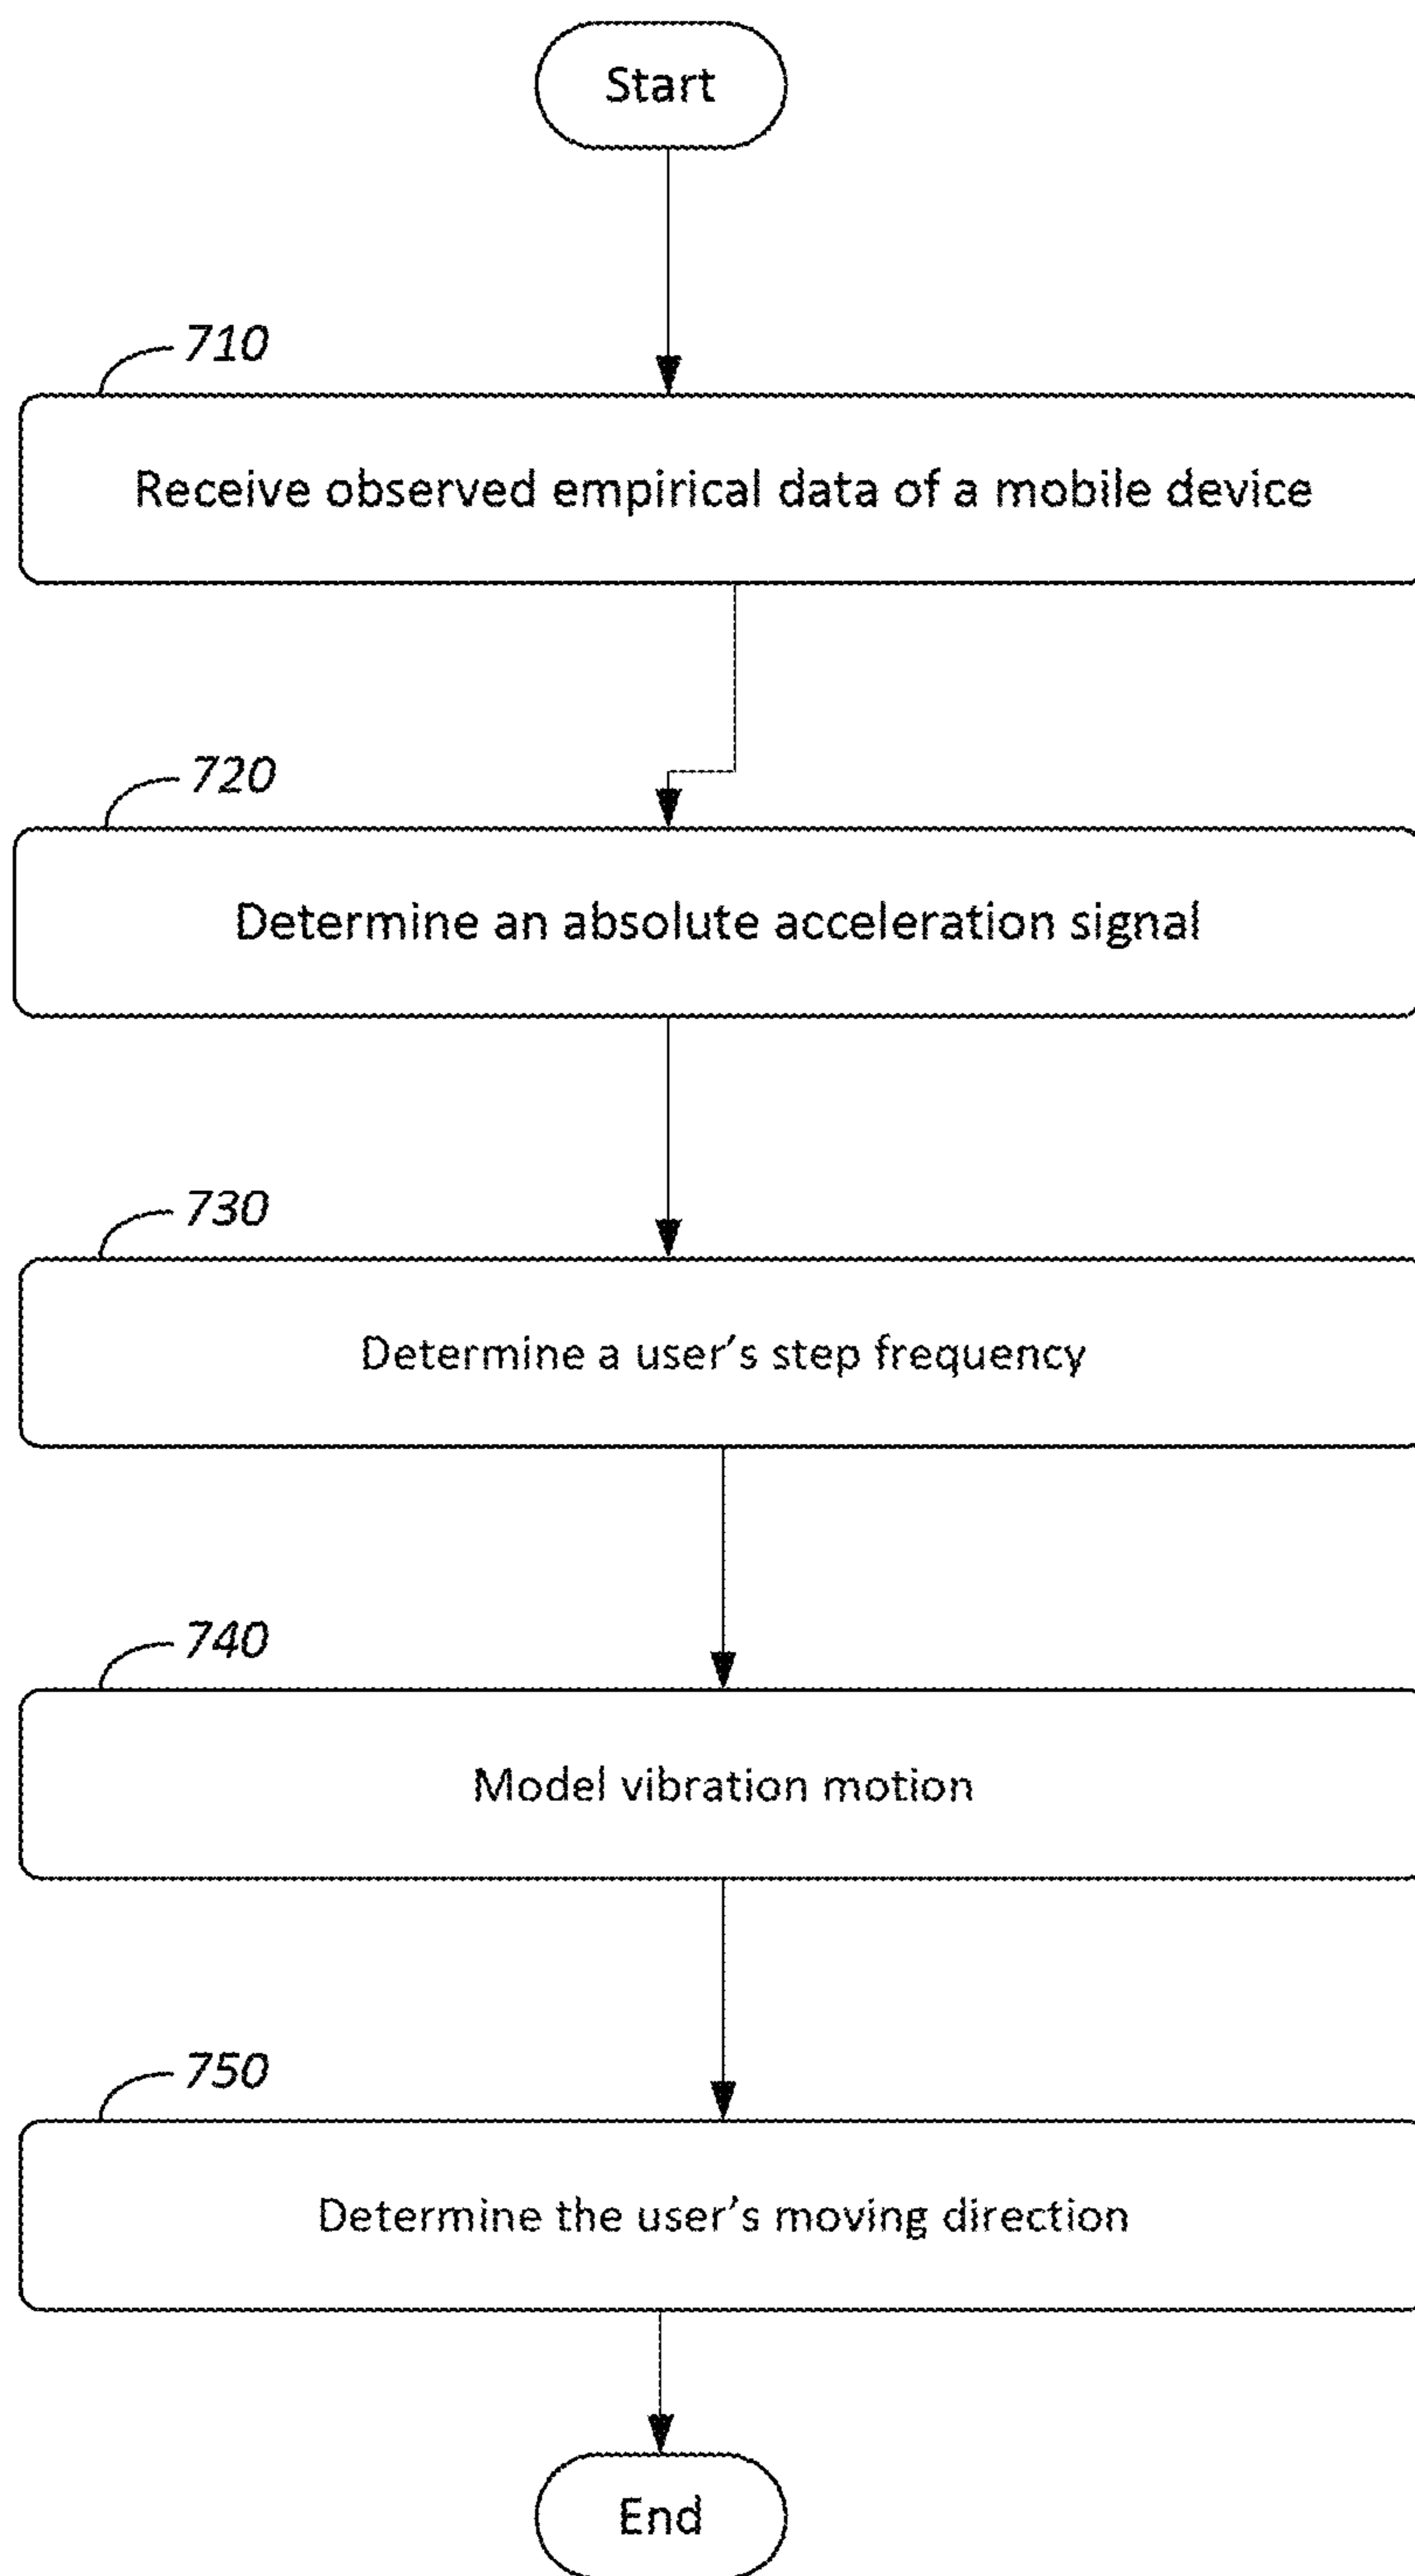 Start
710
Receive observed empirical data of a mobile device
720
Determine an absolute acceleration signal
730
Determine a user’s step frequency
740
Model vibration motion
750
Determine the user’s moving direction
End